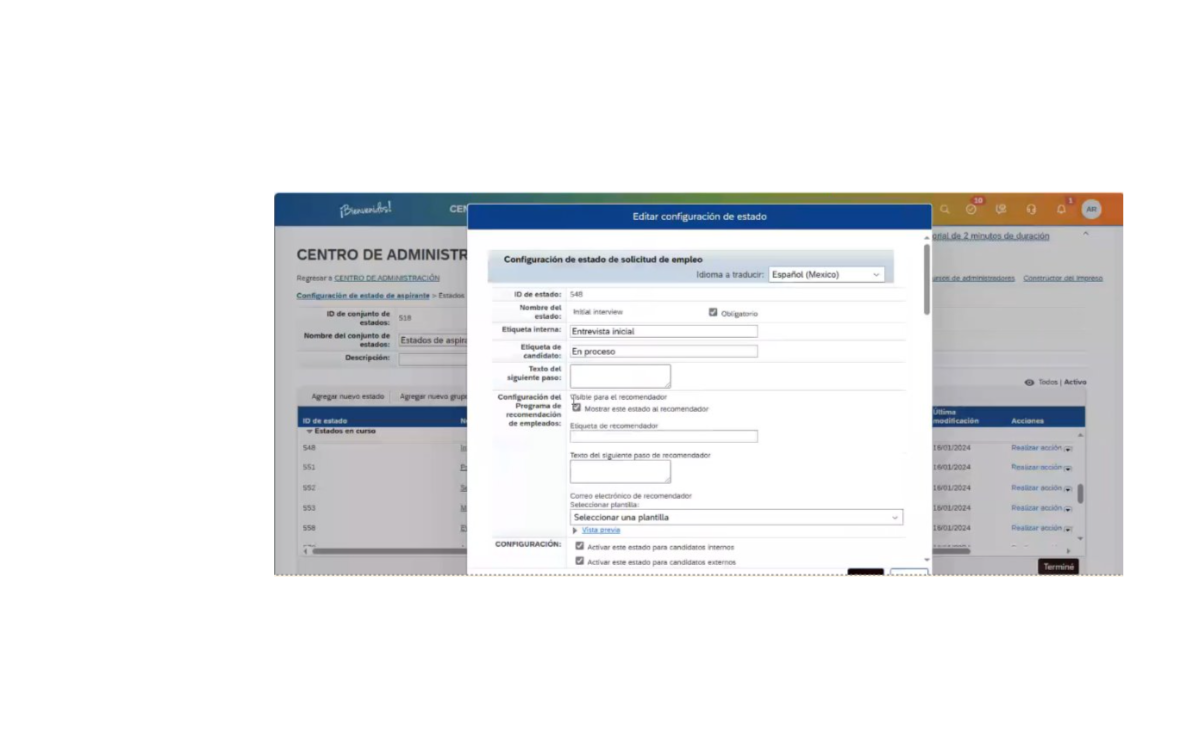 ¡Bienvenidos!
CEN
10
1
AR
Editar configuración de estado
orial de 2 minutos de duración
CENTRO DE ADMINISTR
Configuración de estado de solicitud de empleo
Idioma a traducir: Español (Mexico)
Regresar a CENTRO DE ADMINISTRACIÓN
administradores Constructor del Impreso
Configuración de estado de aspirante > Estados
ID de estado: 548
ID de conjunto de estados: 518
Nombre del estado: Initial interview
Obligatorio
Etiqueta interna: Entrevista inicial
Nombre del conjunto de estados: Estados de aspira
Etiqueta de candidato: En proceso
Descripción:
Texto del siguiente paso:
Todos | Activo
Agregar nuevo estado Agregar nuevo grup
Configuración del Programa de recomendación de empleados:
Visible para el recomendador
Mostrar este estado al recomendador
Etiqueta de recomendador
ID de estado
Última modificación
Acciones
Estados en curso
548 16/01/2024 Realizar acción
Texto del siguiente paso de recomendador
551 16/01/2024 Realizar acción
552 16/01/2024 Realizar acción
Correo electrónico de recomendador
Seleccionar plantilla:
553 16/01/2024 Realizar acción
Seleccionar una plantilla
558 16/01/2024 Realizar acción
Vista previa
CONFIGURACIÓN:
Activar este estado para candidatos internos
Activar este estado para candidatos externos
Terminé